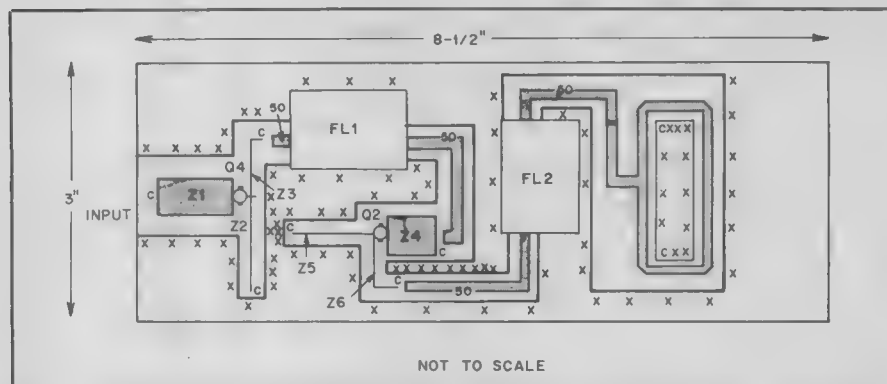 8-1/2"
3"
INPUT
50
FL1
50
50
FL2
C
CXXX
C
Q4
C
Z1
Z3
Z2
Q2
C
Z4
C
Z5
Z6
C
C
50
CXX
NOT TO SCALE